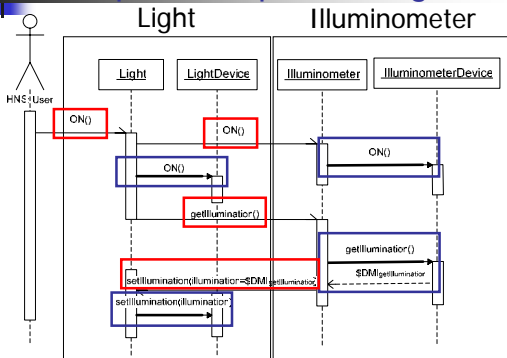 Light
Illuminometer
Light
LightDevice
Illuminometer
IlluminometerDevice
HNS User
ON()
ON()
ON()
ON()
getIllumination()
getIllumination()
$DMIgetIllumination
setIllumination(illumination=$DMIgetIllumination)
setIllumination(illumination)